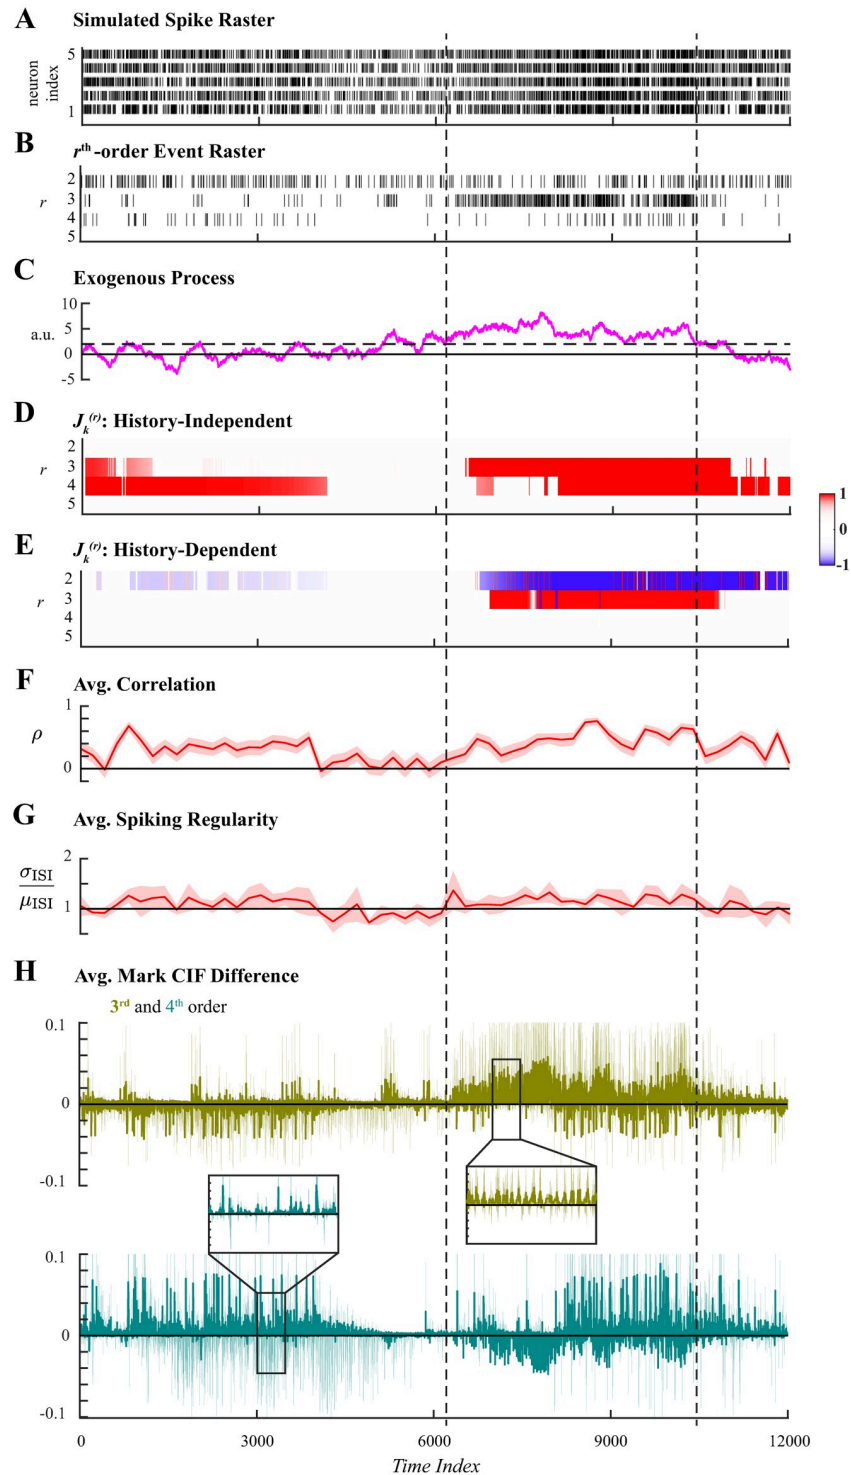 A Simulated Spike Raster
5
neuron
index
1
B rth-order Event Raster
2
r 3
4
5
C Exogenous Process
10
a.u.
0
-5
D Jk(r): History-Independent
2
r 3
4
5
1
0
-1
E Jk(r): History-Dependent
2
r 3
4
5
F Avg. Correlation
1
ρ
0
G Avg. Spiking Regularity
2
σISI
μISI
1
H Avg. Mark CIF Difference
3rd and 4th order
0.1
0
-0.1
0.1
0
-0.1
0 3000 6000 9000 12000
Time Index